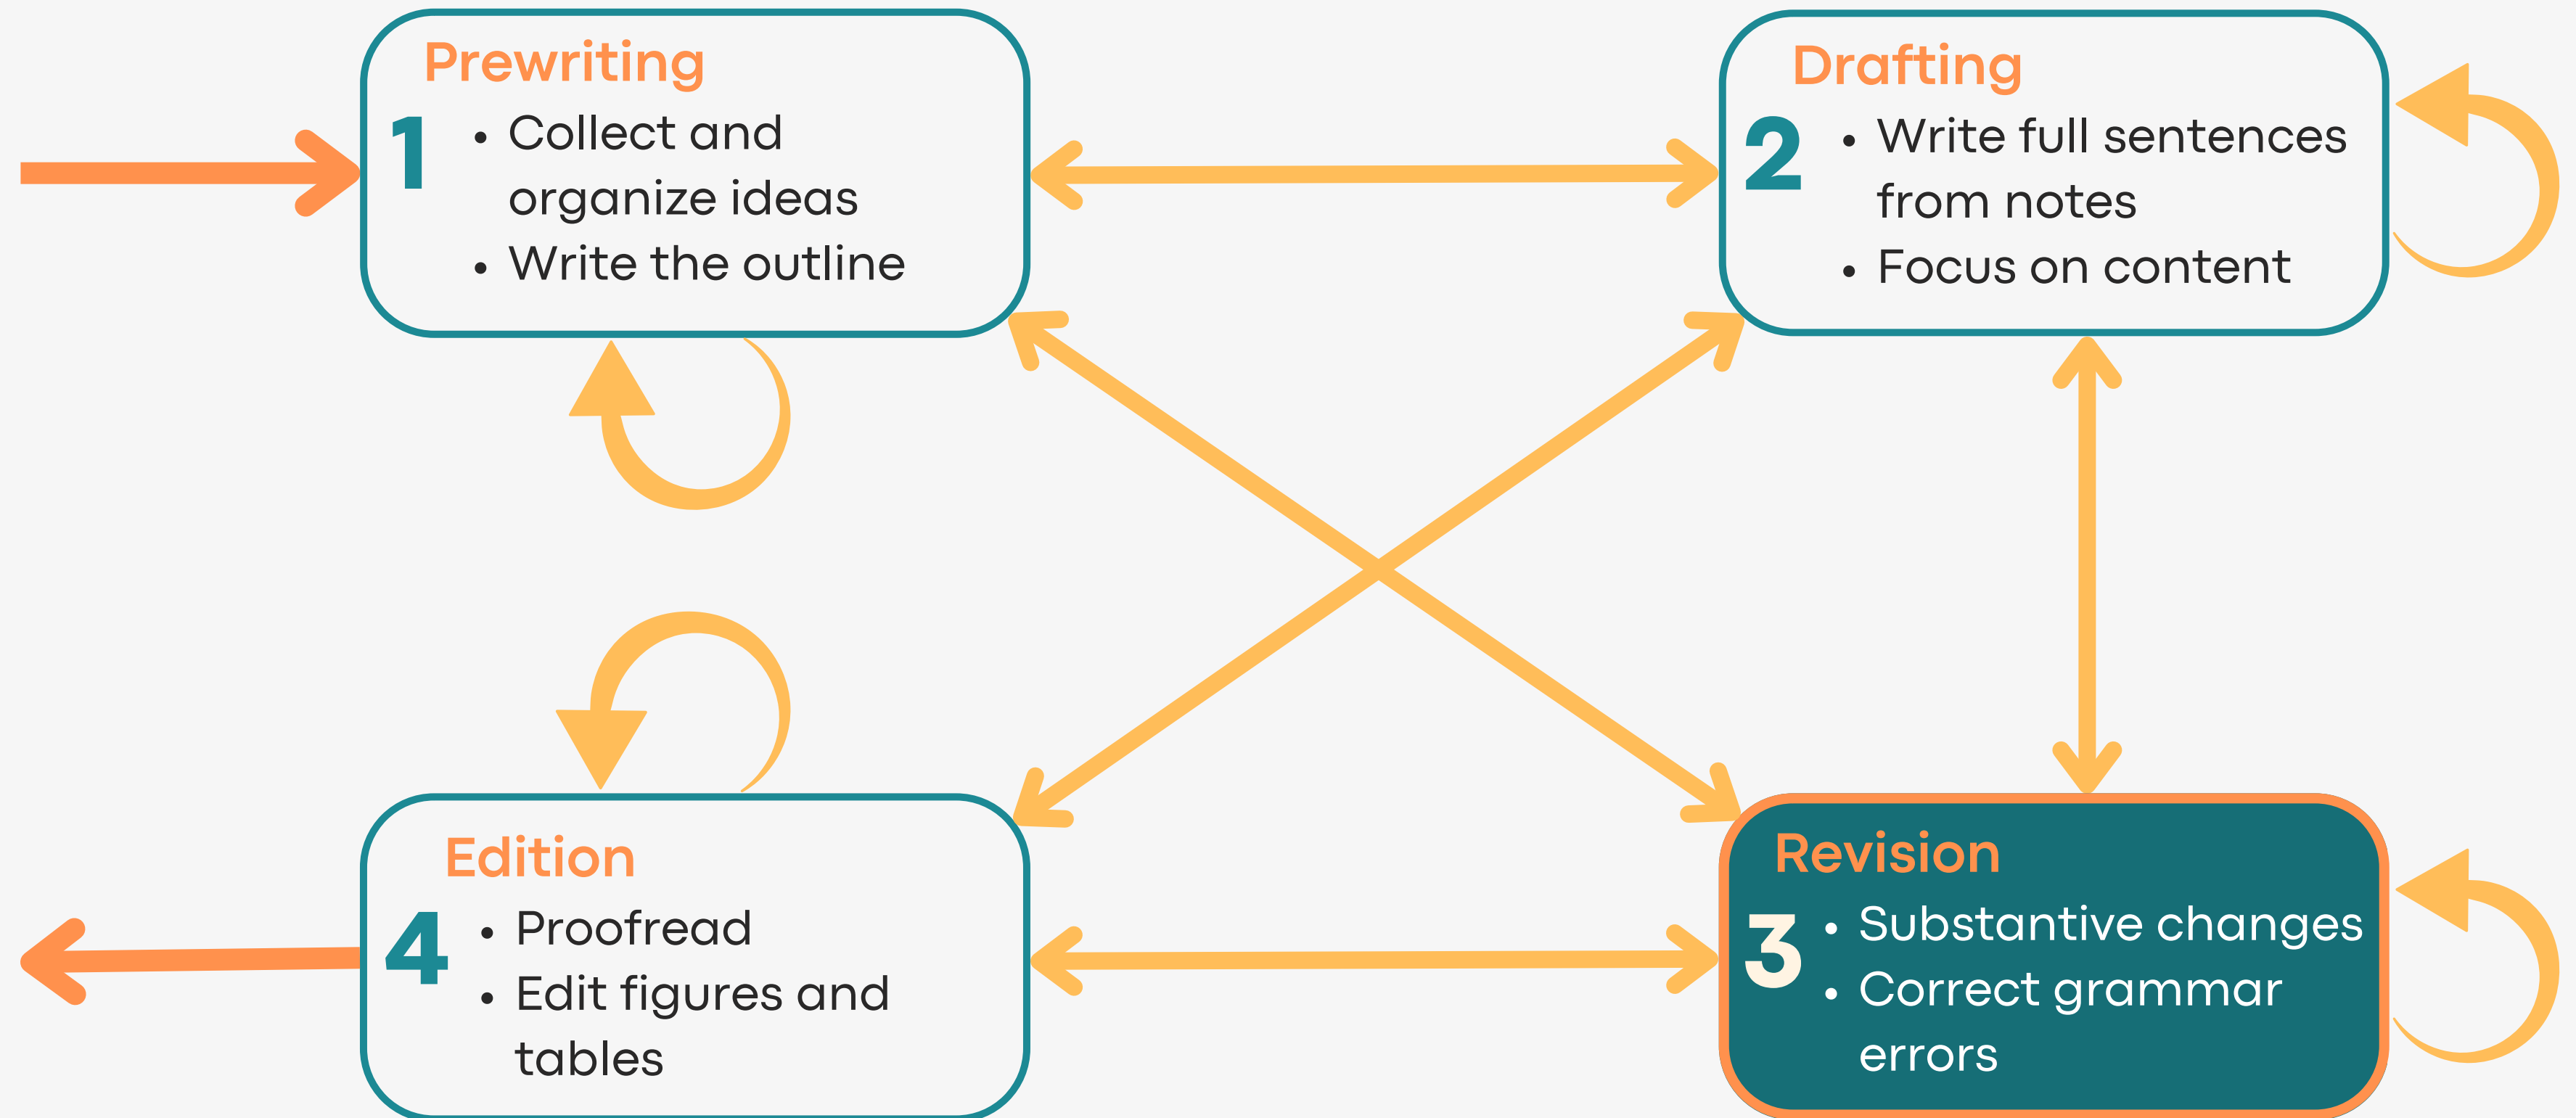 Prewriting
1
• Collect and
organize ideas
• Write the outline
Drafting
2
• Write full sentences
from notes
• Focus on content
Revision
3
• Substantive changes
• Correct grammar
errors
Edition
4
• Proofread
• Edit figures and
tables